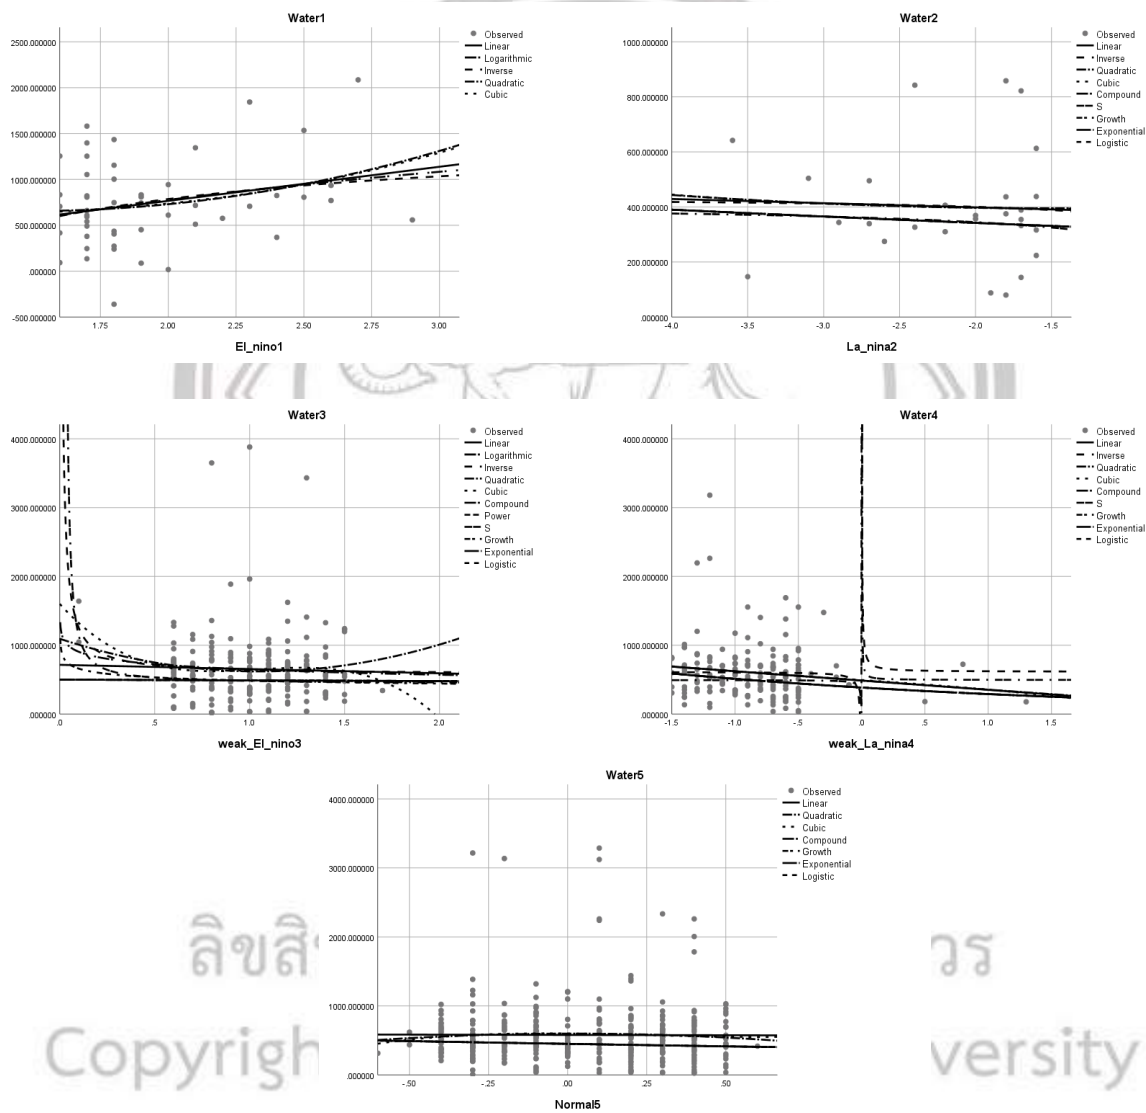 Water1
2500.000000
2000.000000
1500.000000
1000.000000
500.000000
.000000
-500.000000
1.75 2.00 2.25 2.50 2.75 3.00
El_nino1
Observed
Linear
Logarithmic
Inverse
Quadratic
Cubic
Water2
1000.000000
800.000000
600.000000
400.000000
200.000000
.000000
-4.0 -3.5 -3.0 -2.5 -2.0 -1.5
La_nina2
Observed
Linear
Inverse
Quadratic
Cubic
Compound
S
Growth
Exponential
Logistic
Water3
4000.000000
3000.000000
2000.000000
1000.000000
.000000
.0 .5 1.0 1.5 2.0
weak_El_nino3
Observed
Linear
Logarithmic
Inverse
Quadratic
Cubic
Compound
Power
S
Growth
Exponential
Logistic
Water4
4000.000000
3000.000000
2000.000000
1000.000000
.000000
-1.5 -1.0 -.5 .0 .5 1.0 1.5
weak_La_nina4
Observed
Linear
Inverse
Quadratic
Cubic
Compound
S
Growth
Exponential
Logistic
Water5
4000.000000
3000.000000
2000.000000
1000.000000
.000000
-.50 -.25 .00 .25 .50
Normal5
Observed
Linear
Quadratic
Cubic
Compound
Growth
Exponential
Logistic
ลิขสิ วร
Copyrigh versity